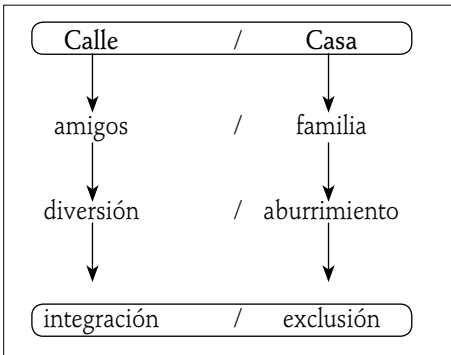 Calle / Casa
amigos / familia
diversión / aburrimiento
integración / exclusión